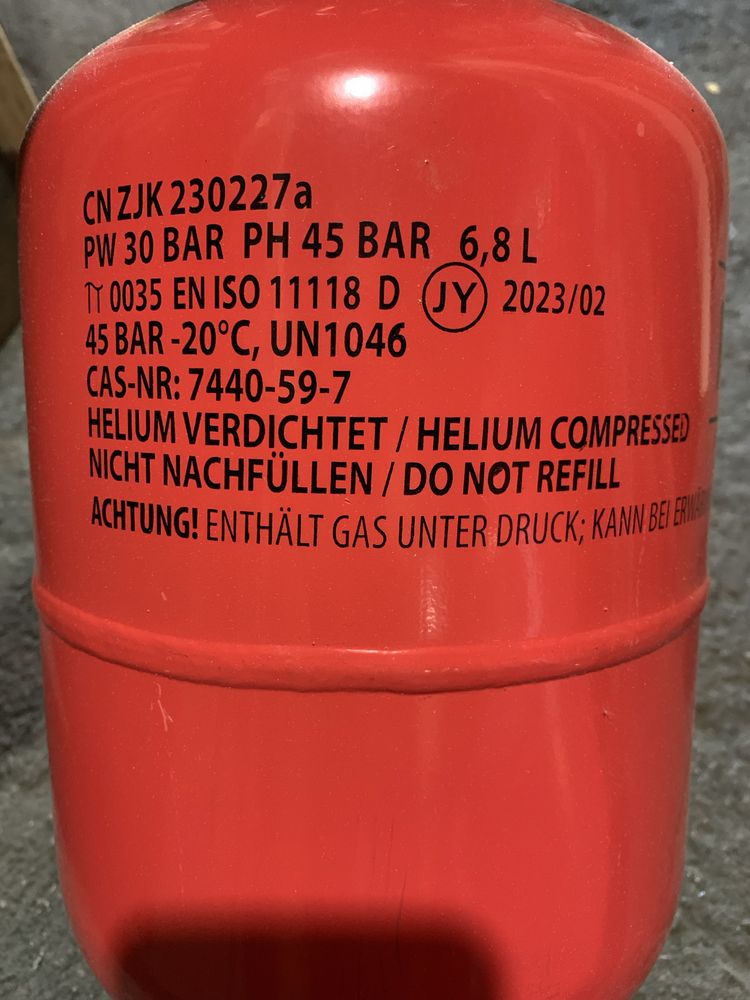 CN ZJK 230227a
PW 30 BAR PH 45 BAR 6,8 L
π 0035 EN ISO 11118 D JY 2023/02
45 BAR -20°C, UN1046
CAS-NR: 7440-59-7
HELIUM VERDICHTET / HELIUM COMPRESSED
NICHT NACHFÜLLEN / DO NOT REFILL
ACHTUNG! ENTHÄLT GAS UNTER DRUCK; KANN BEI